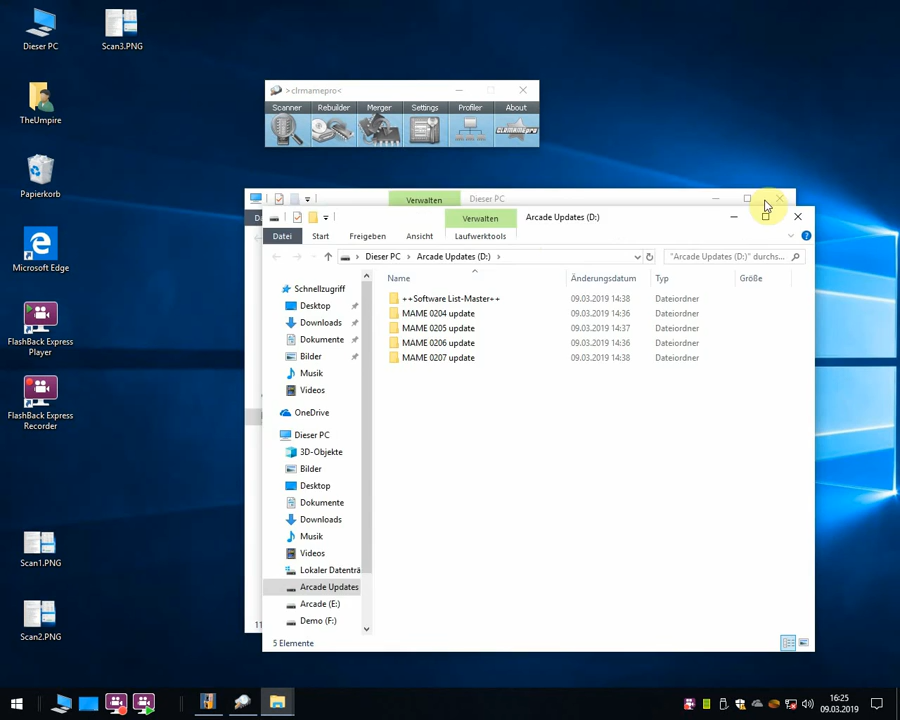 Dieser PC
Scan3.PNG
TheUmpire
Papierkorb
Microsoft Edge
FlashBack Express
Player
FlashBack Express
Recorder
Scan1.PNG
Scan2.PNG
>clrmamepro<
Scanner Rebuilder Merger Settings Profiler About
CLRMAMEpro
Verwalten Dieser PC
Verwalten Arcade Updates (D:)
Datei Start Freigeben Ansicht Laufwerktools
Dieser PC Arcade Updates (D:) "Arcade Updates (D:)" durchs...
Name Änderungsdatum Typ Größe
++Software List-Master++ 09.03.2019 14:38 Dateiordner
MAME 0204 update 09.03.2019 14:36 Dateiordner
MAME 0205 update 09.03.2019 14:37 Dateiordner
MAME 0206 update 09.03.2019 14:36 Dateiordner
MAME 0207 update 09.03.2019 14:38 Dateiordner
Schnellzugriff
Desktop
Downloads
Dokumente
Bilder
Musik
Videos
OneDrive
Dieser PC
3D-Objekte
Bilder
Desktop
Dokumente
Downloads
Musik
Videos
Lokaler Datenträ
Arcade Updates
Arcade (E:)
Demo (F:)
11
5 Elemente
16:25
09.03.2019